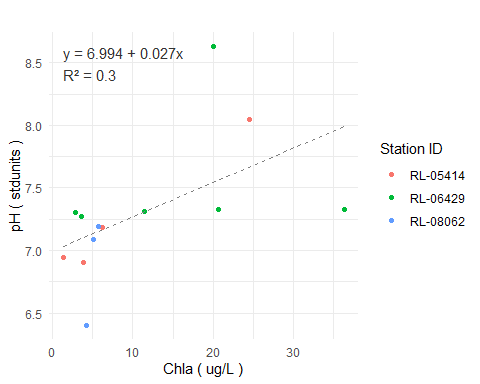 y = 6.994 + 0.027x
R² = 0.3
8.5
8.0
7.5
7.0
6.5
pH ( stdunits )
0
10
20
30
Chla ( ug/L )
Station ID
RL-05414
RL-06429
RL-08062